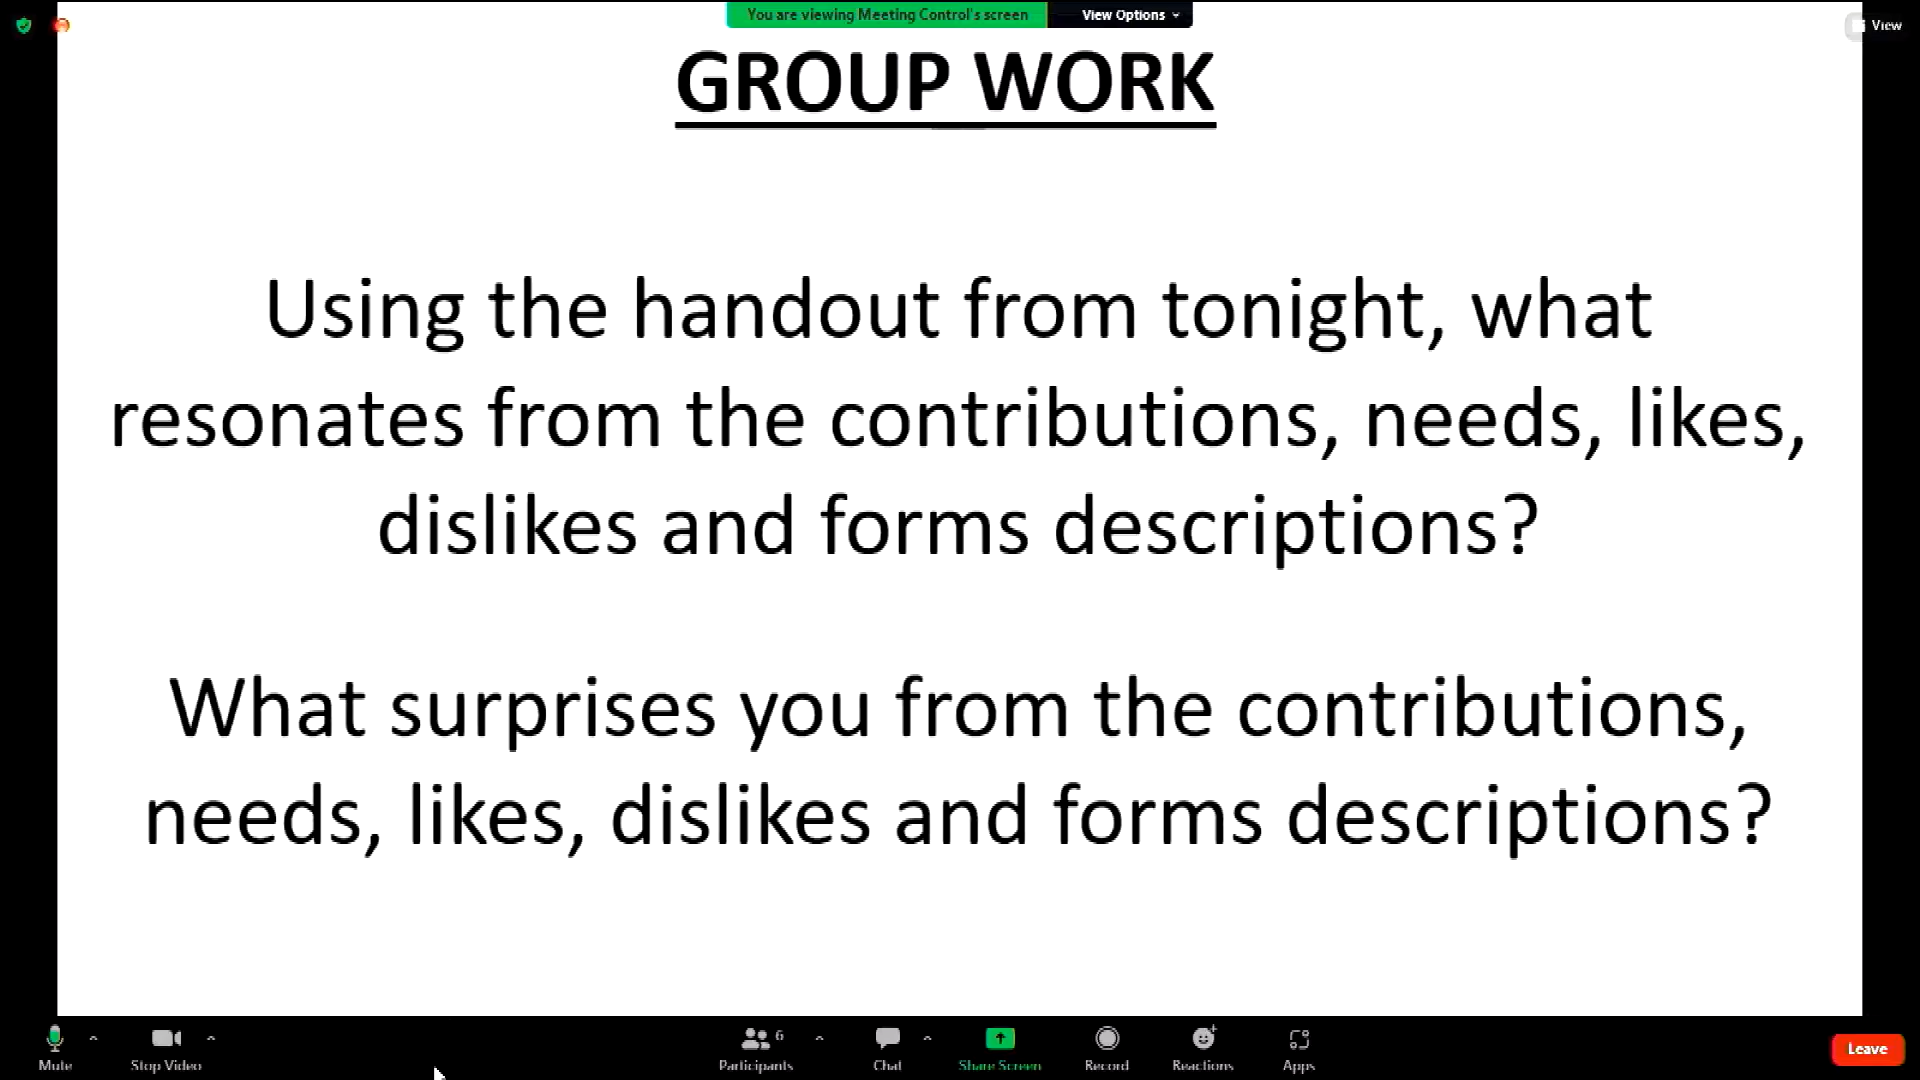 You are viewing Meeting Control's screen
View Options
View
GROUP WORK
Using the handout from tonight, what
resonates from the contributions, needs, likes,
dislikes and forms descriptions?
What surprises you from the contributions,
needs, likes, dislikes and forms descriptions?
6
Mute
Stop Video
Participants
Chat
Share Screen
Record
Reactions
Apps
Leave